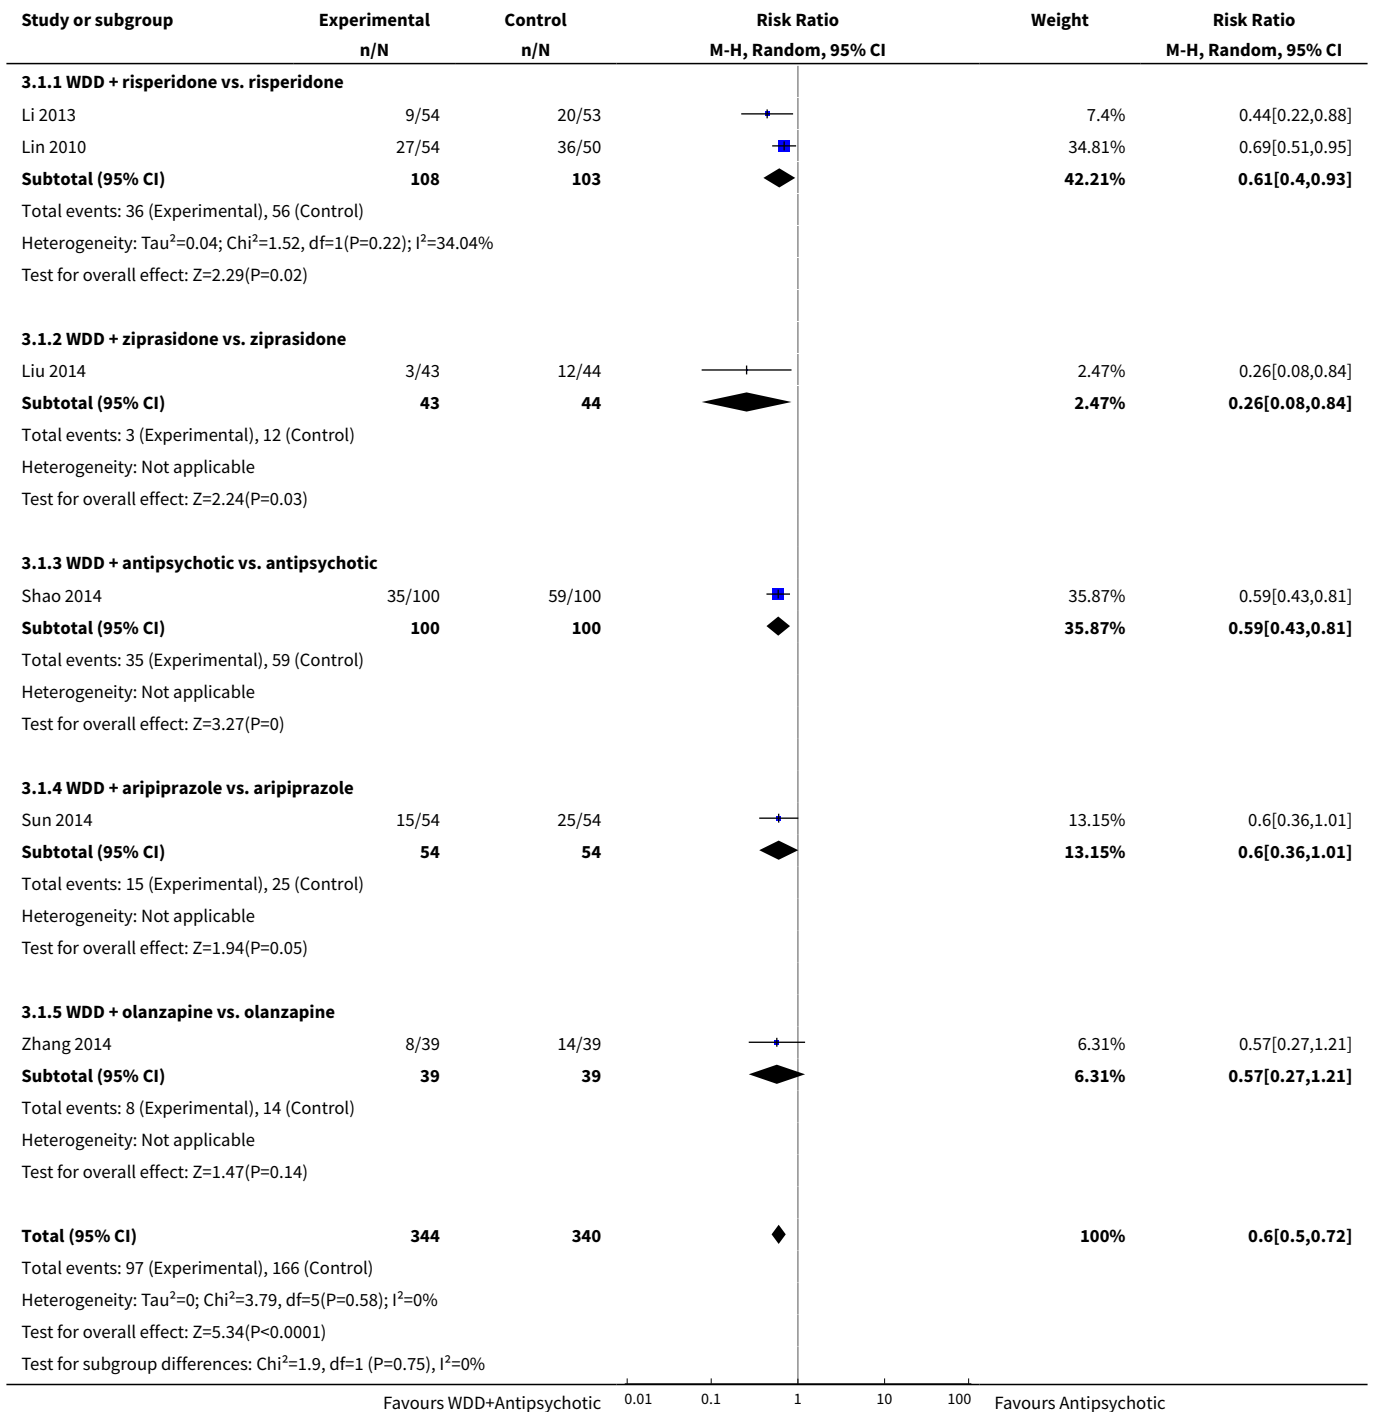 Study or subgroup Experimental Control Risk Ratio Weight Risk Ratio
n/N n/N M-H, Random, 95% CI M-H, Random, 95% CI
3.1.1 WDD + risperidone vs. risperidone
Li 2013 9/54 20/53 7.4% 0.44[0.22,0.88]
Lin 2010 27/54 36/50 34.81% 0.69[0.51,0.95]
Subtotal (95% CI) 108 103 42.21% 0.61[0.4,0.93]
Total events: 36 (Experimental), 56 (Control)
Heterogeneity: Tau²=0.04; Chi²=1.52, df=1(P=0.22); I²=34.04%
Test for overall effect: Z=2.29(P=0.02)
3.1.2 WDD + ziprasidone vs. ziprasidone
Liu 2014 3/43 12/44 2.47% 0.26[0.08,0.84]
Subtotal (95% CI) 43 44 2.47% 0.26[0.08,0.84]
Total events: 3 (Experimental), 12 (Control)
Heterogeneity: Not applicable
Test for overall effect: Z=2.24(P=0.03)
3.1.3 WDD + antipsychotic vs. antipsychotic
Shao 2014 35/100 59/100 35.87% 0.59[0.43,0.81]
Subtotal (95% CI) 100 100 35.87% 0.59[0.43,0.81]
Total events: 35 (Experimental), 59 (Control)
Heterogeneity: Not applicable
Test for overall effect: Z=3.27(P=0)
3.1.4 WDD + aripiprazole vs. aripiprazole
Sun 2014 15/54 25/54 13.15% 0.6[0.36,1.01]
Subtotal (95% CI) 54 54 13.15% 0.6[0.36,1.01]
Total events: 15 (Experimental), 25 (Control)
Heterogeneity: Not applicable
Test for overall effect: Z=1.94(P=0.05)
3.1.5 WDD + olanzapine vs. olanzapine
Zhang 2014 8/39 14/39 6.31% 0.57[0.27,1.21]
Subtotal (95% CI) 39 39 6.31% 0.57[0.27,1.21]
Total events: 8 (Experimental), 14 (Control)
Heterogeneity: Not applicable
Test for overall effect: Z=1.47(P=0.14)
Total (95% CI) 344 340 100% 0.6[0.5,0.72]
Total events: 97 (Experimental), 166 (Control)
Heterogeneity: Tau²=0; Chi²=3.79, df=5(P=0.58); I²=0%
Test for overall effect: Z=5.34(P<0.0001)
Test for subgroup differences: Chi²=1.9, df=1 (P=0.75), I²=0%
Favours WDD+Antipsychotic 0.01 0.1 1 10 100 Favours Antipsychotic